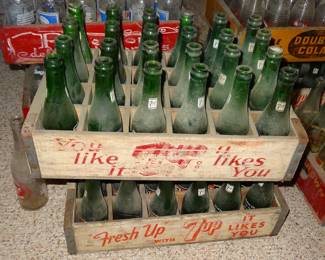 DOUBLE
COLA
You
like
it
it
likes
You
Fresh Up
WITH
7up
IT
LIKES
YOU